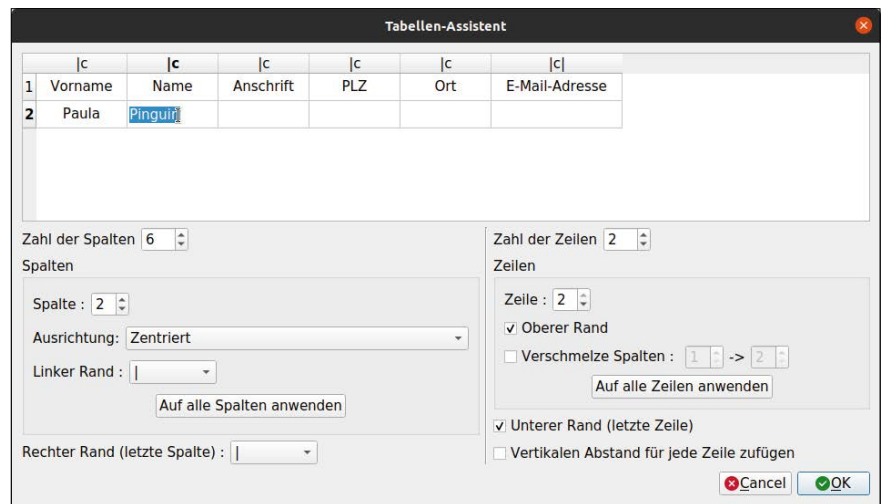 Tabellen-Assistent
|c |c |c |c |c |c|
1 Vorname Name Anschrift PLZ Ort E-Mail-Adresse
2 Paula Pinguin
Zahl der Spalten 6 Zahl der Zeilen 2
Spalten Zeilen
Spalte : 2 Zeile : 2
Oberer Rand
Ausrichtung: Zentriert
Verschmelze Spalten : 1 -> 2
Linker Rand : |
Auf alle Zeilen anwenden
Auf alle Spalten anwenden
Unterer Rand (letzte Zeile)
Rechter Rand (letzte Spalte) : | Vertikalen Abstand für jede Zeile zufügen
Cancel OK